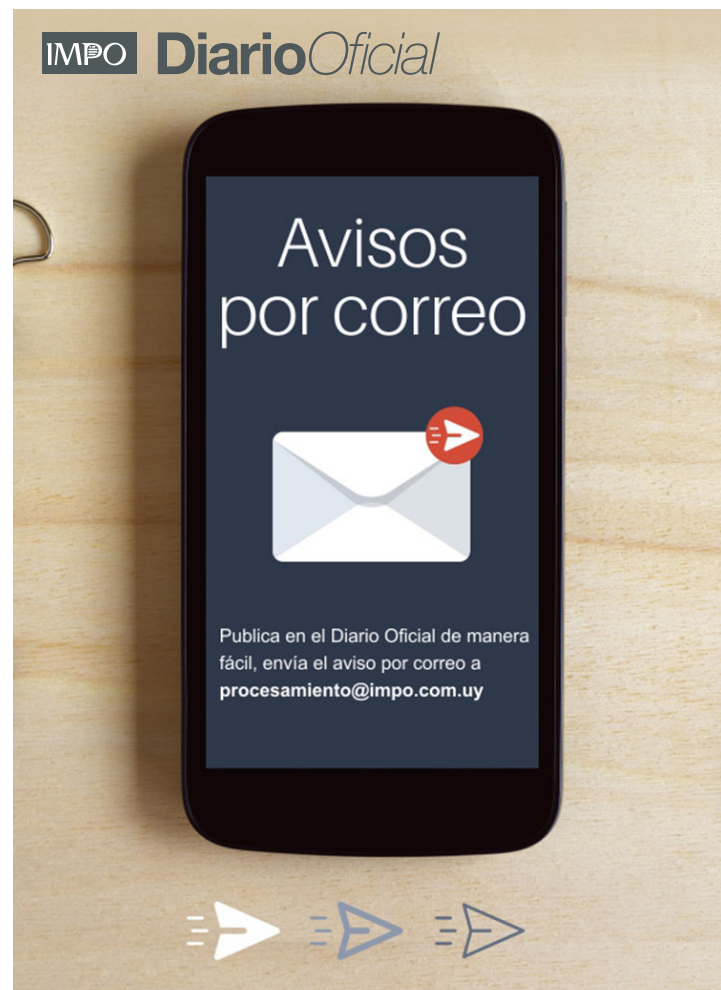 IMPO DiarioOficial
Avisos
por correo
Publica en el Diario Oficial de manera
fácil, envía el aviso por correo a
procesamiento@impo.com.uy